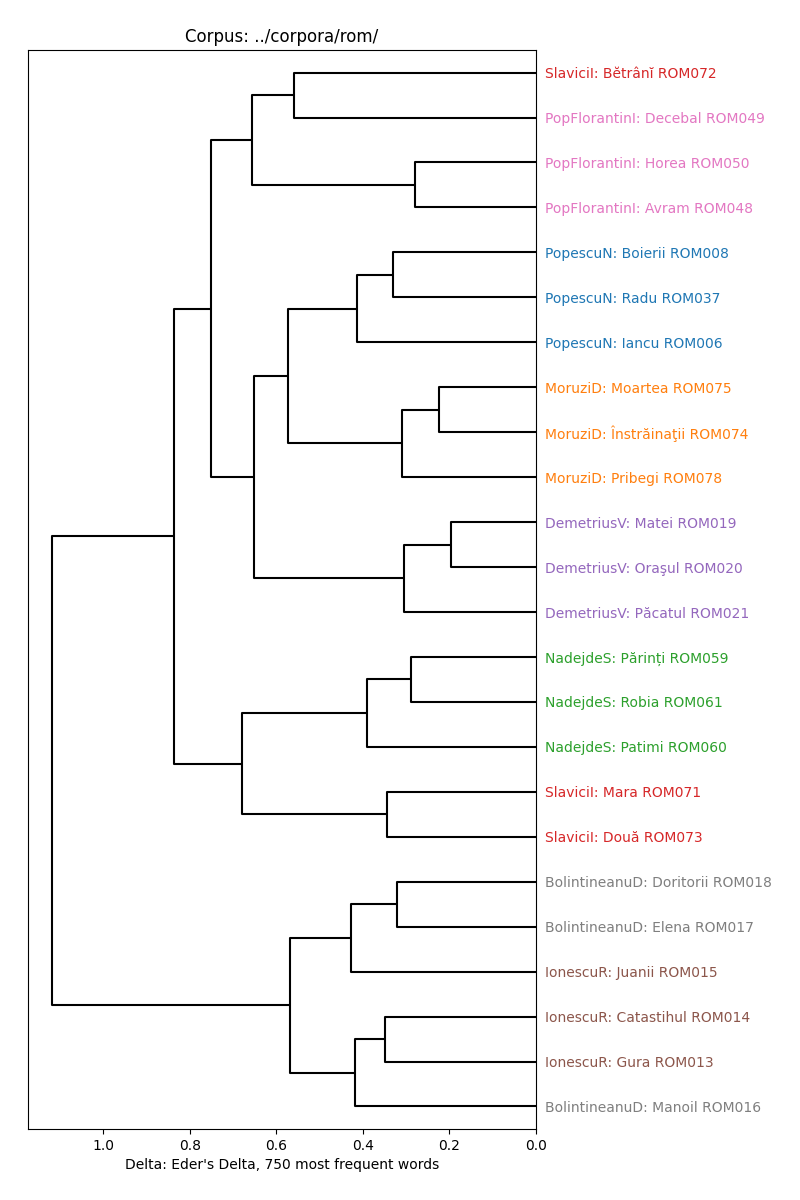 Corpus: ../corpora/rom/
SlaviciI: Bĕtrânĭ ROM072
PopFlorantinI: Decebal ROM049
PopFlorantinI: Horea ROM050
PopFlorantinI: Avram ROM048
PopescuN: Boierii ROM008
PopescuN: Radu ROM037
PopescuN: Iancu ROM006
MoruziD: Moartea ROM075
MoruziD: Înstrăinaţii ROM074
MoruziD: Pribegi ROM078
DemetriusV: Matei ROM019
DemetriusV: Oraşul ROM020
DemetriusV: Păcatul ROM021
NadejdeS: Părinți ROM059
NadejdeS: Robia ROM061
NadejdeS: Patimi ROM060
SlaviciI: Mara ROM071
SlaviciI: Două ROM073
BolintineanuD: Doritorii ROM018
BolintineanuD: Elena ROM017
IonescuR: Juanii ROM015
IonescuR: Catastihul ROM014
IonescuR: Gura ROM013
BolintineanuD: Manoil ROM016
1.0 0.8 0.6 0.4 0.2 0.0
Delta: Eder's Delta, 750 most frequent words